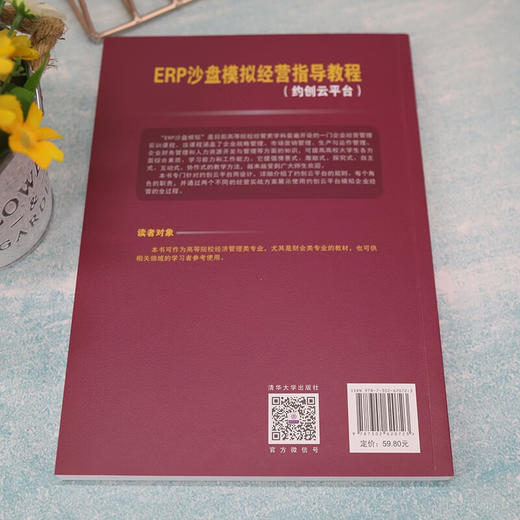 ERP沙盘模拟经营指导教程
（约创云平台）
“ERP沙盘模拟”是目前高等院校经管类学科普遍开设的一门企业经营管理
实训课程。该课程涵盖了企业战略管理、市场营销管理、生产与运作管理、
企业财务管理和人力资源开发与管理等方面的知识，可提高高校大学生各方
面综合素质、学习能力和工作能力。它提倡情景式、激励式、探究式、自主
式、互动式、协作式的教学方法，越来越受到广大师生欢迎。
本书专门针对约创云平台而设计，详细介绍了约创云平台的规则、每个角
色的职责，并通过两个不同的经营实战方案展示使用约创云平台模拟企业经
营的全过程。
读者对象
本书可作为高等院校经济管理类专业，尤其是财会类专业的教材，也可供
相关领域的学习者参考使用。
清华大学出版社
官方微信号
ISBN 978-7-302-62072-3
9 787302 620723
定价：59.80元